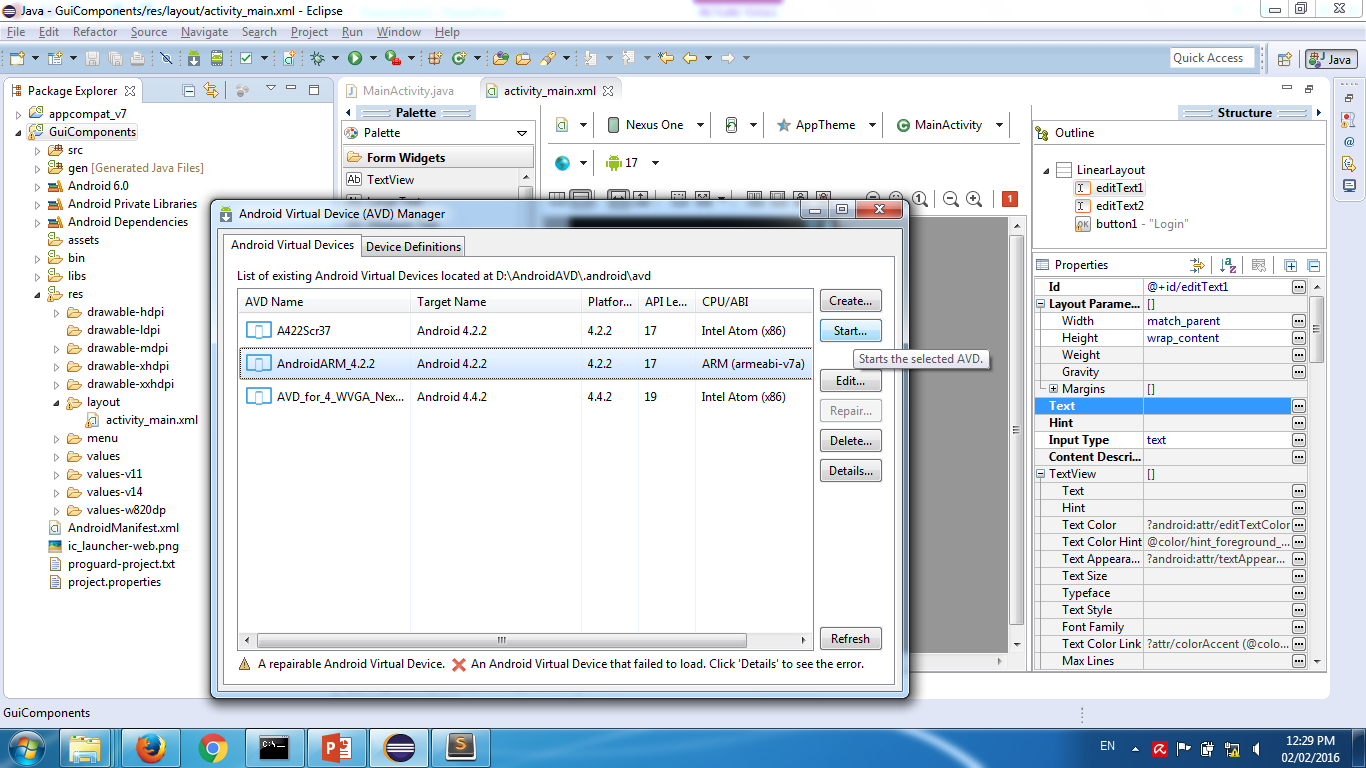 Java - GuiComponents/res/layout/activity_main.xml - Eclipse
File Edit Refactor Source Navigate Search Project Run Window Help
Quick Access
Java
Package Explorer
appcompat_v7
GuiComponents
src
gen [Generated Java Files]
Android 6.0
Android Private Libraries
Android Dependencies
assets
bin
libs
res
drawable-hdpi
drawable-ldpi
drawable-mdpi
drawable-xhdpi
drawable-xxhdpi
layout
activity_main.xml
menu
values
values-v11
values-v14
values-w820dp
AndroidManifest.xml
ic_launcher-web.png
proguard-project.txt
project.properties
MainActivity.java
activity_main.xml
Palette
Palette
Form Widgets
Ab TextView
Nexus One
AppTheme
MainActivity
17
1
Android Virtual Device (AVD) Manager
Android Virtual Devices
Device Definitions
List of existing Android Virtual Devices located at D:\AndroidAVD\.android\avd
AVD Name Target Name Platfor... API Le... CPU/ABI
A422Scr37 Android 4.2.2 4.2.2 17 Intel Atom (x86)
AndroidARM_4.2.2 Android 4.2.2 4.2.2 17 ARM (armeabi-v7a)
AVD_for_4_WVGA_Nex... Android 4.4.2 4.4.2 19 Intel Atom (x86)
Create...
Start...
Starts the selected AVD.
Edit...
Repair...
Delete...
Details...
Refresh
A repairable Android Virtual Device. An Android Virtual Device that failed to load. Click 'Details' to see the error.
Structure
Outline
LinearLayout
editText1
editText2
OK button1 - "Login"
Properties
Id @+id/editText1
Layout Parame... []
Width match_parent
Height wrap_content
Weight
Gravity
Margins []
Text
Hint
Input Type text
Content Descri...
TextView []
Text
Hint
Text Color ?android:attr/editTextColor
Text Color Hint @color/hint_foreground_...
Text Appeara... ?android:attr/textAppear...
Text Size
Typeface
Text Style
Font Family
Text Color Link ?attr/colorAccent (@colo...
Max Lines
GuiComponents
EN
12:29 PM
02/02/2016